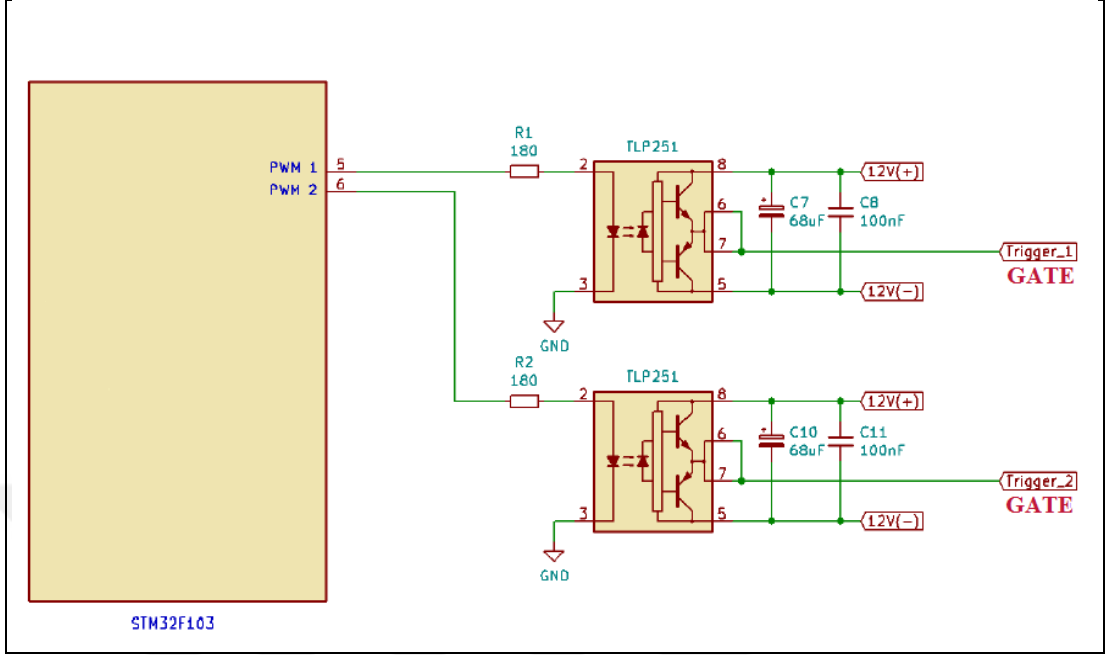 PWM 1 5
PWM 2 6
STM32F103
R1
180
TLP251
2
3
8
6
7
5
GND
C7
68uF
C8
100nF
12V(+)
Trigger_1
GATE
12V(-)
R2
180
TLP251
2
3
8
6
7
5
GND
C10
68uF
C11
100nF
12V(+)
Trigger_2
GATE
12V(-)